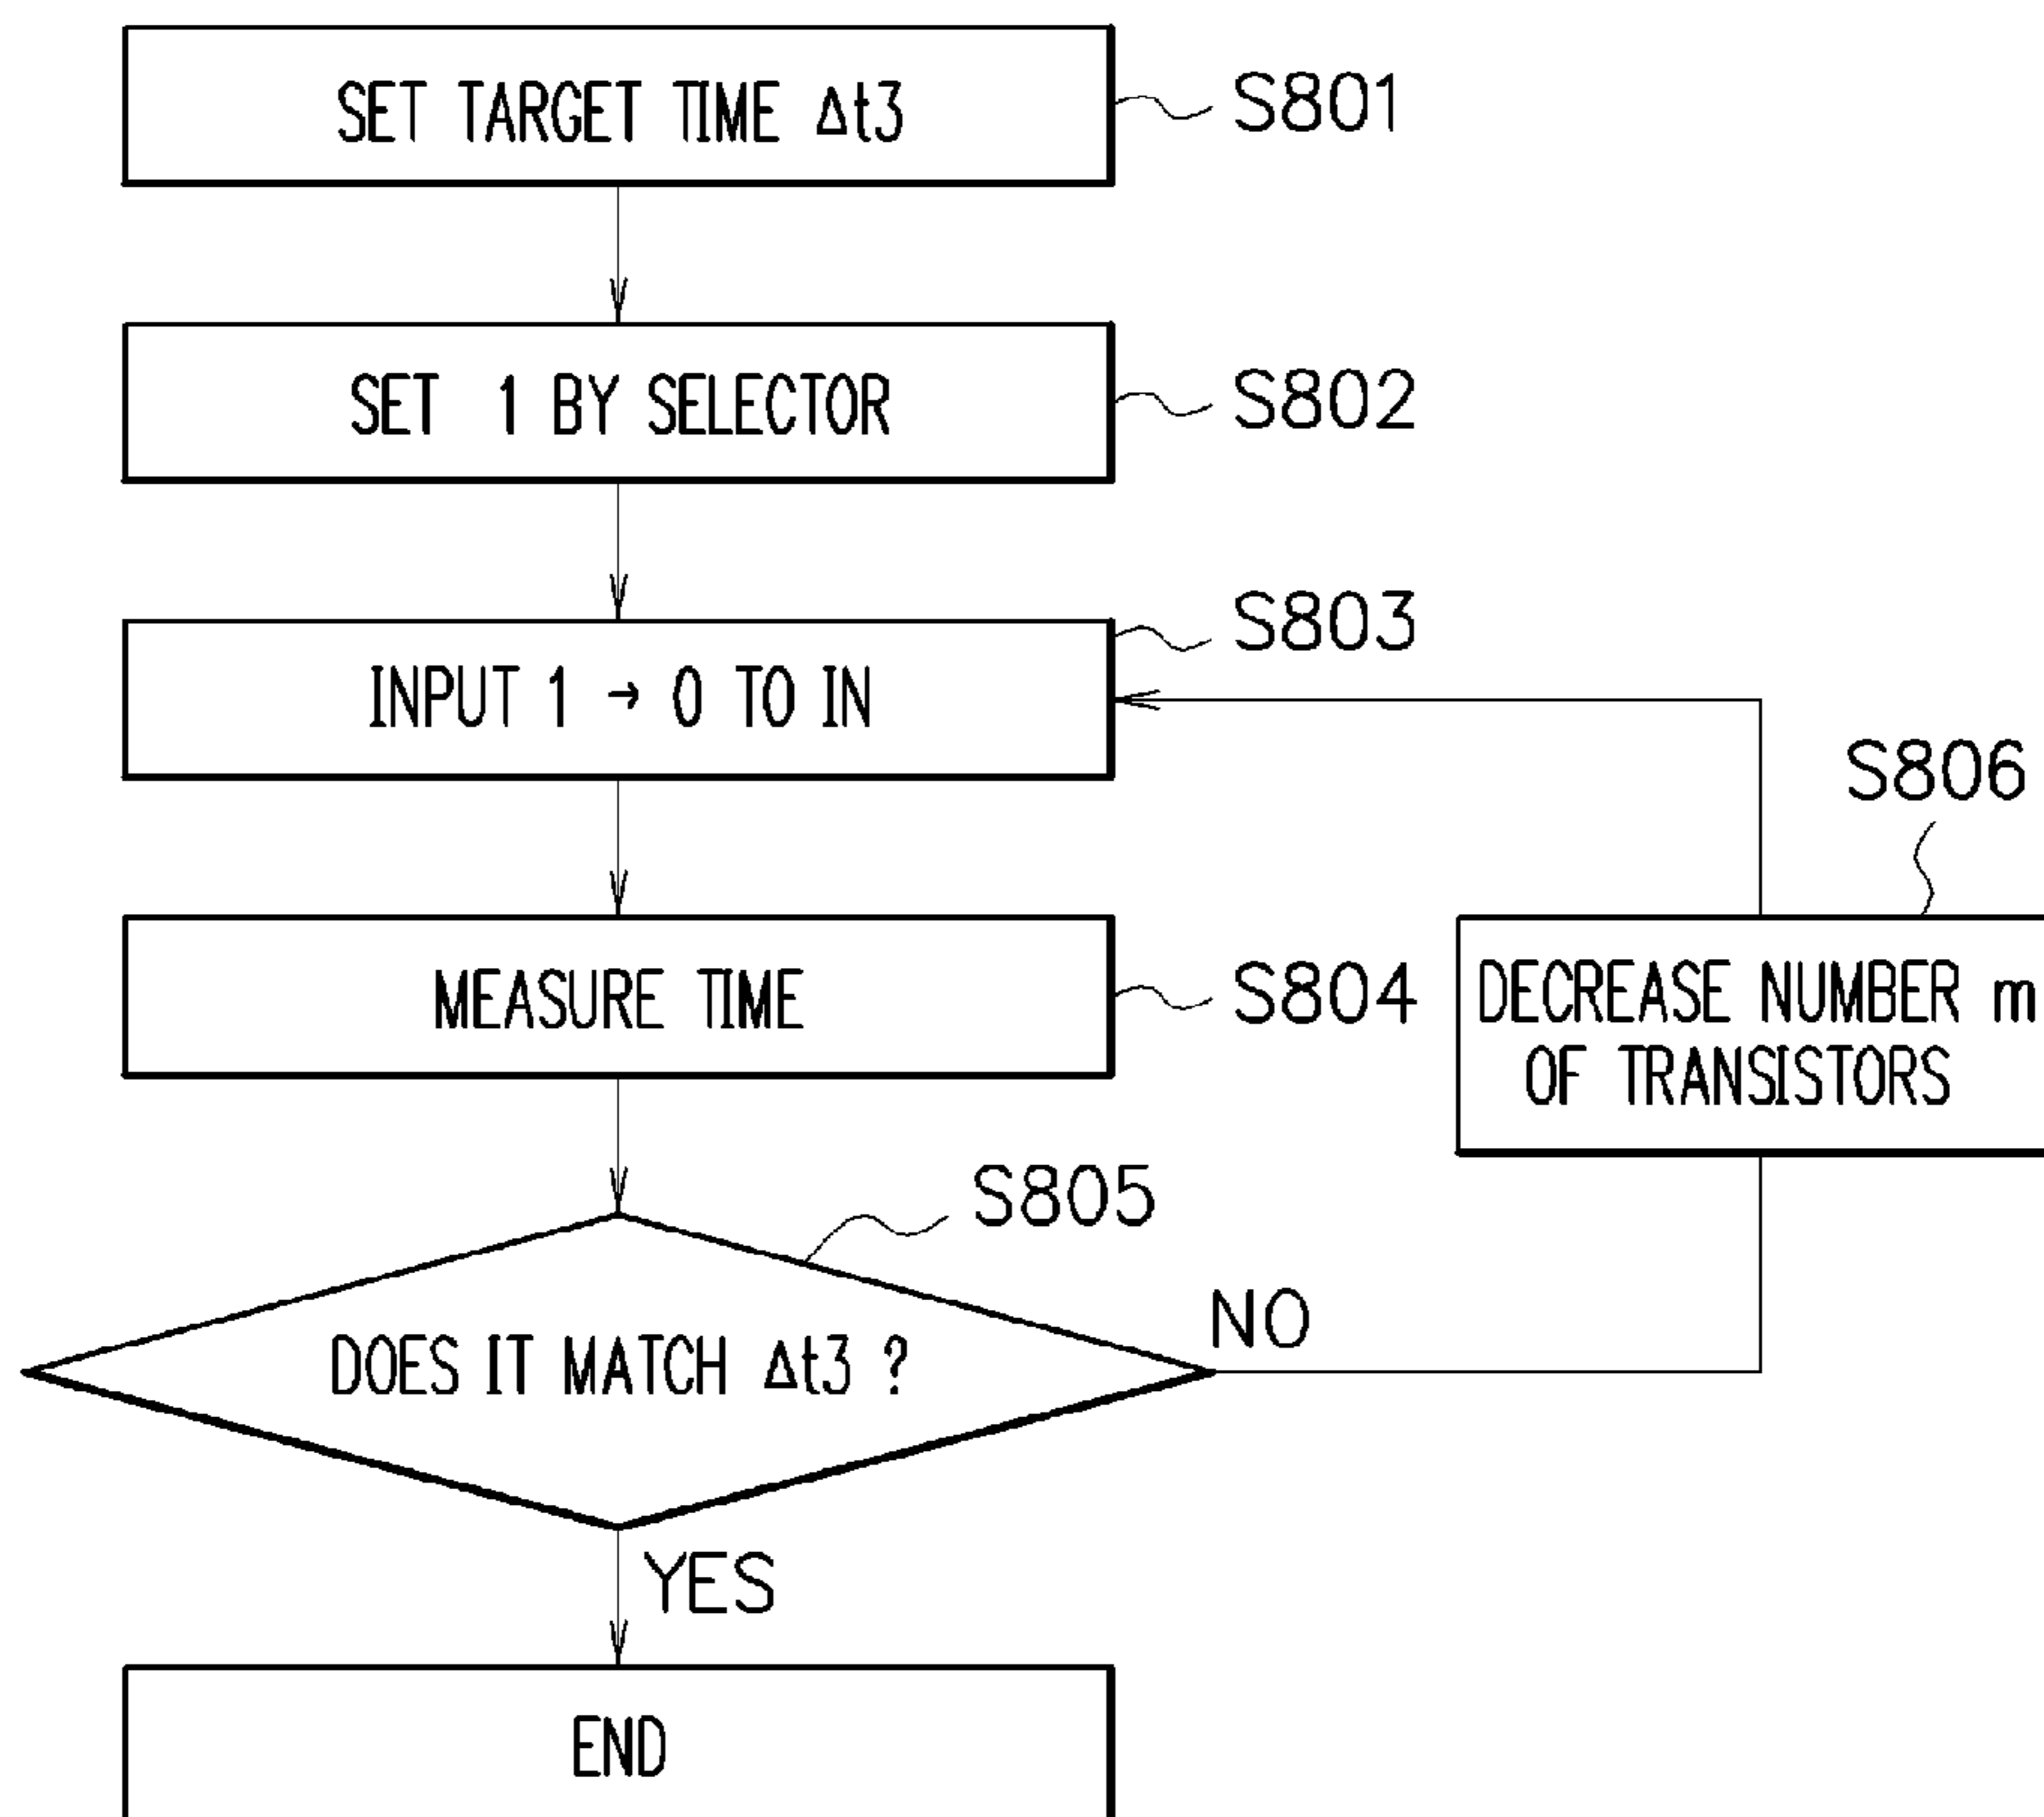 SET TARGET TIME Δt3
S801
SET 1 BY SELECTOR
S802
INPUT 1 → 0 TO IN
S803
MEASURE TIME
S804
DOES IT MATCH Δt3 ?
S805
NO
S806
DECREASE NUMBER m
OF TRANSISTORS
YES
END